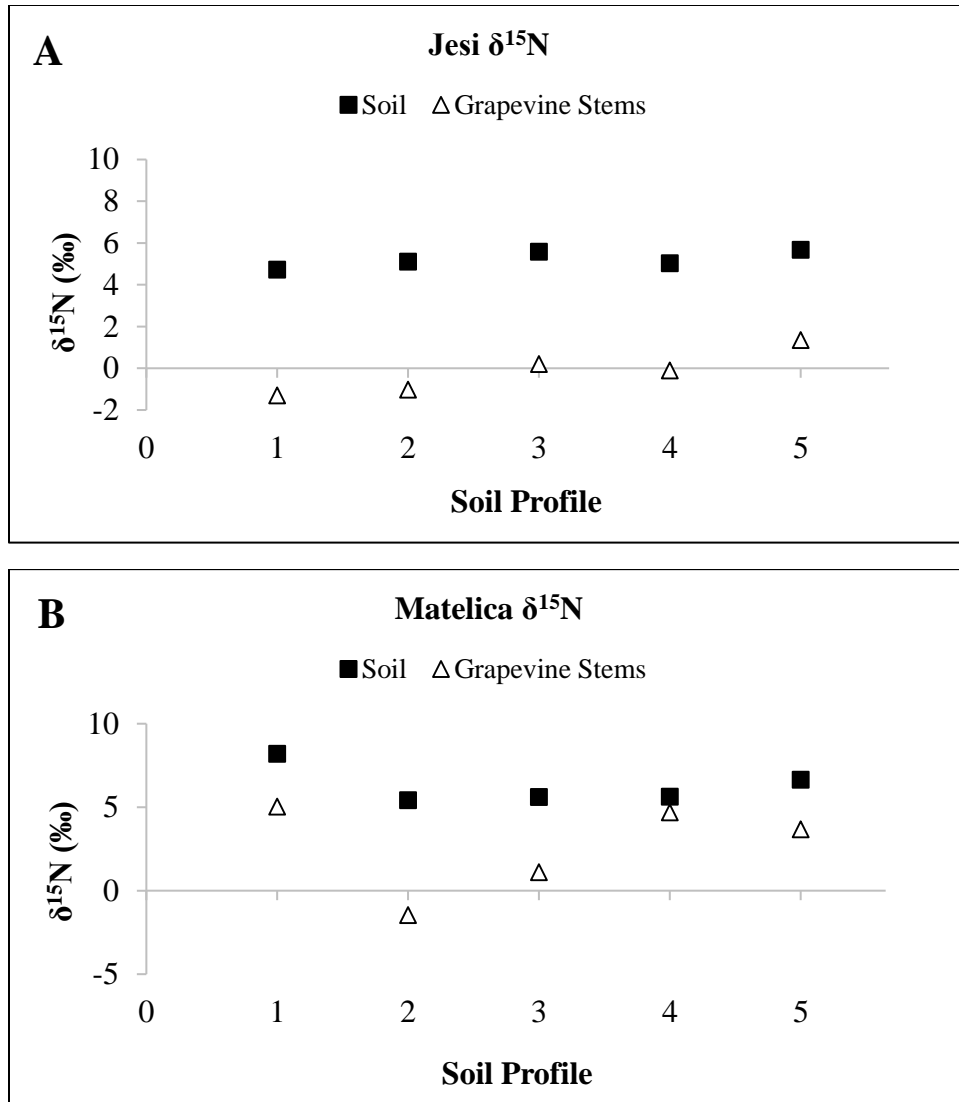 A
Jesi δ¹⁵N
■ Soil △ Grapevine Stems
10
8
6
4
2
0
-2
δ¹⁵N (‰)
0 1 2 3 4 5
Soil Profile
B
Matelica δ¹⁵N
■ Soil △ Grapevine Stems
10
5
0
-5
δ¹⁵N (‰)
0 1 2 3 4 5
Soil Profile